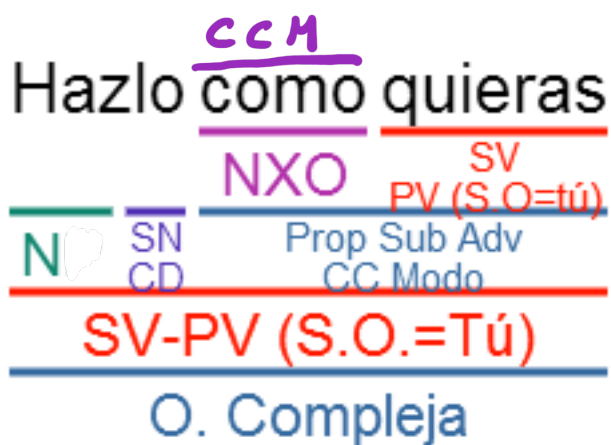 CCM
Hazlo como quieras
NXO SV
PV (S.O=tú)
N SN Prop Sub Adv
CD CC Modo
SV-PV (S.O.=Tú)
O. Compleja